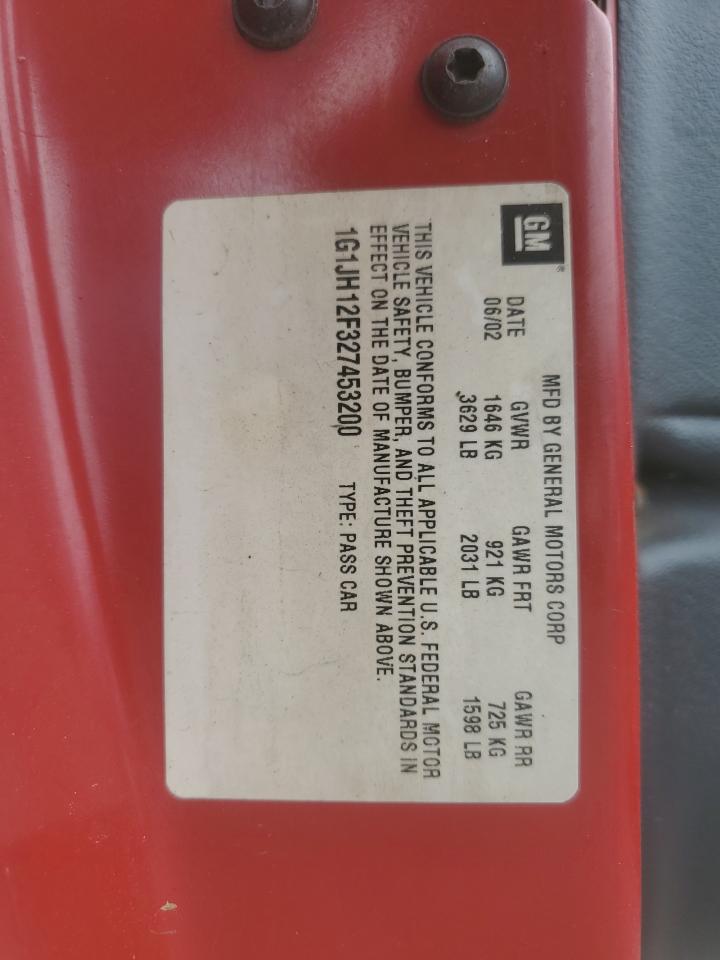 GM®
MFD BY GENERAL MOTORS CORP
DATE GVWR GAWR FRT GAWR RR
06/02 1646 KG 921 KG 725 KG
3629 LB 2031 LB 1598 LB
THIS VEHICLE CONFORMS TO ALL APPLICABLE U.S. FEDERAL MOTOR
VEHICLE SAFETY, BUMPER, AND THEFT PREVENTION STANDARDS IN
EFFECT ON THE DATE OF MANUFACTURE SHOWN ABOVE.
1G1JH12F327453200 TYPE: PASS CAR